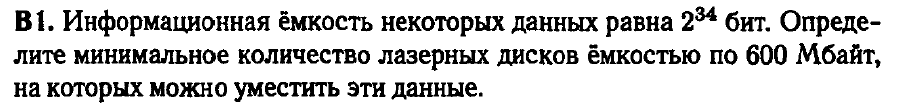 В1. Информационная ёмкость некоторых данных равна 2³⁴ бит. Опреде-
лите минимальное количество лазерных дисков ёмкостью по 600 Мбайт,
на которых можно уместить эти данные.